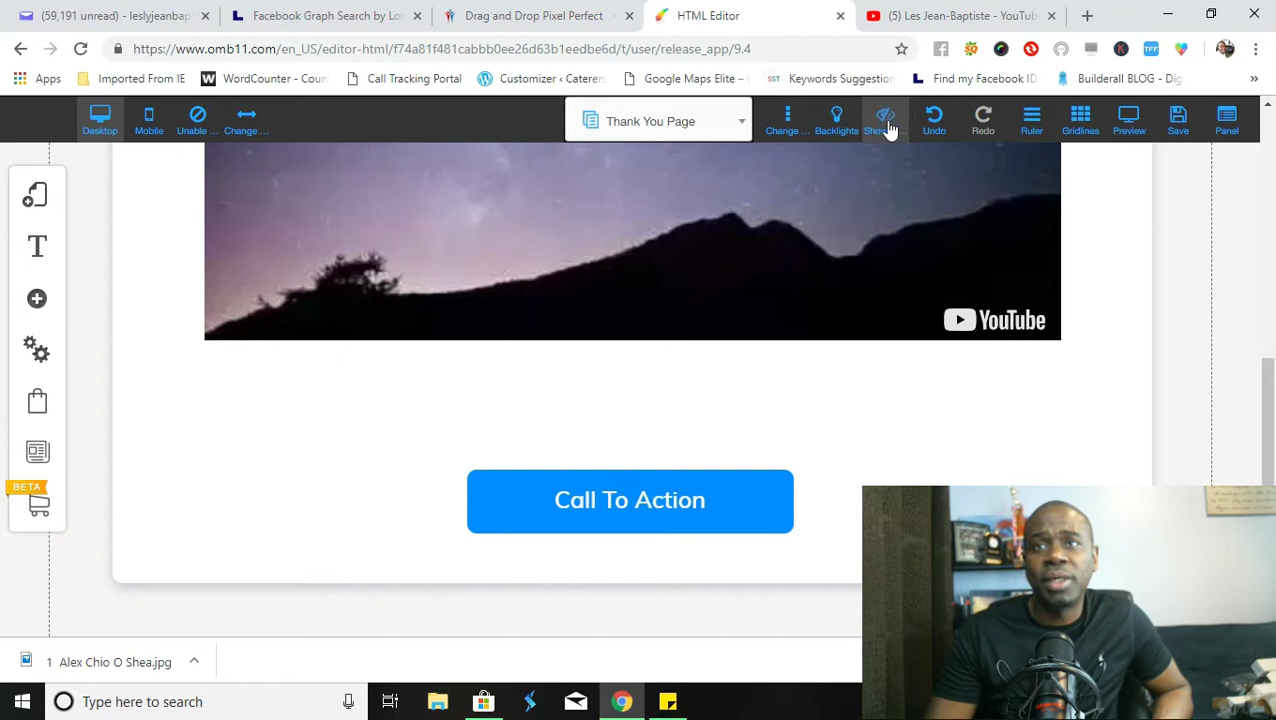 (59,191 unread) - leslyjeanbap
Facebook Graph Search by Lo
Drag and Drop Pixel Perfect
HTML Editor
(5) Les Jean-Baptiste - YouTub
https://www.omb11.com/en_US/editor-html/f74a81f481cabbb0ee26d63b1eedbe6d/t/user/release_app/9.4
Apps
Imported From IE
WordCounter - Coun
Call Tracking Portal
Customizer ‹ Caterers
Google Maps Elite –
Keywords Suggestion
Find my Facebook ID
Builderall BLOG - Dig
Desktop
Mobile
Unable ...
Change ...
Thank You Page
Change ...
Backlights
Undo
Redo
Ruler
Gridlines
Preview
Save
Panel
YouTube
BETA
Call To Action
1 Alex Chio O Shea.jpg
Type here to search